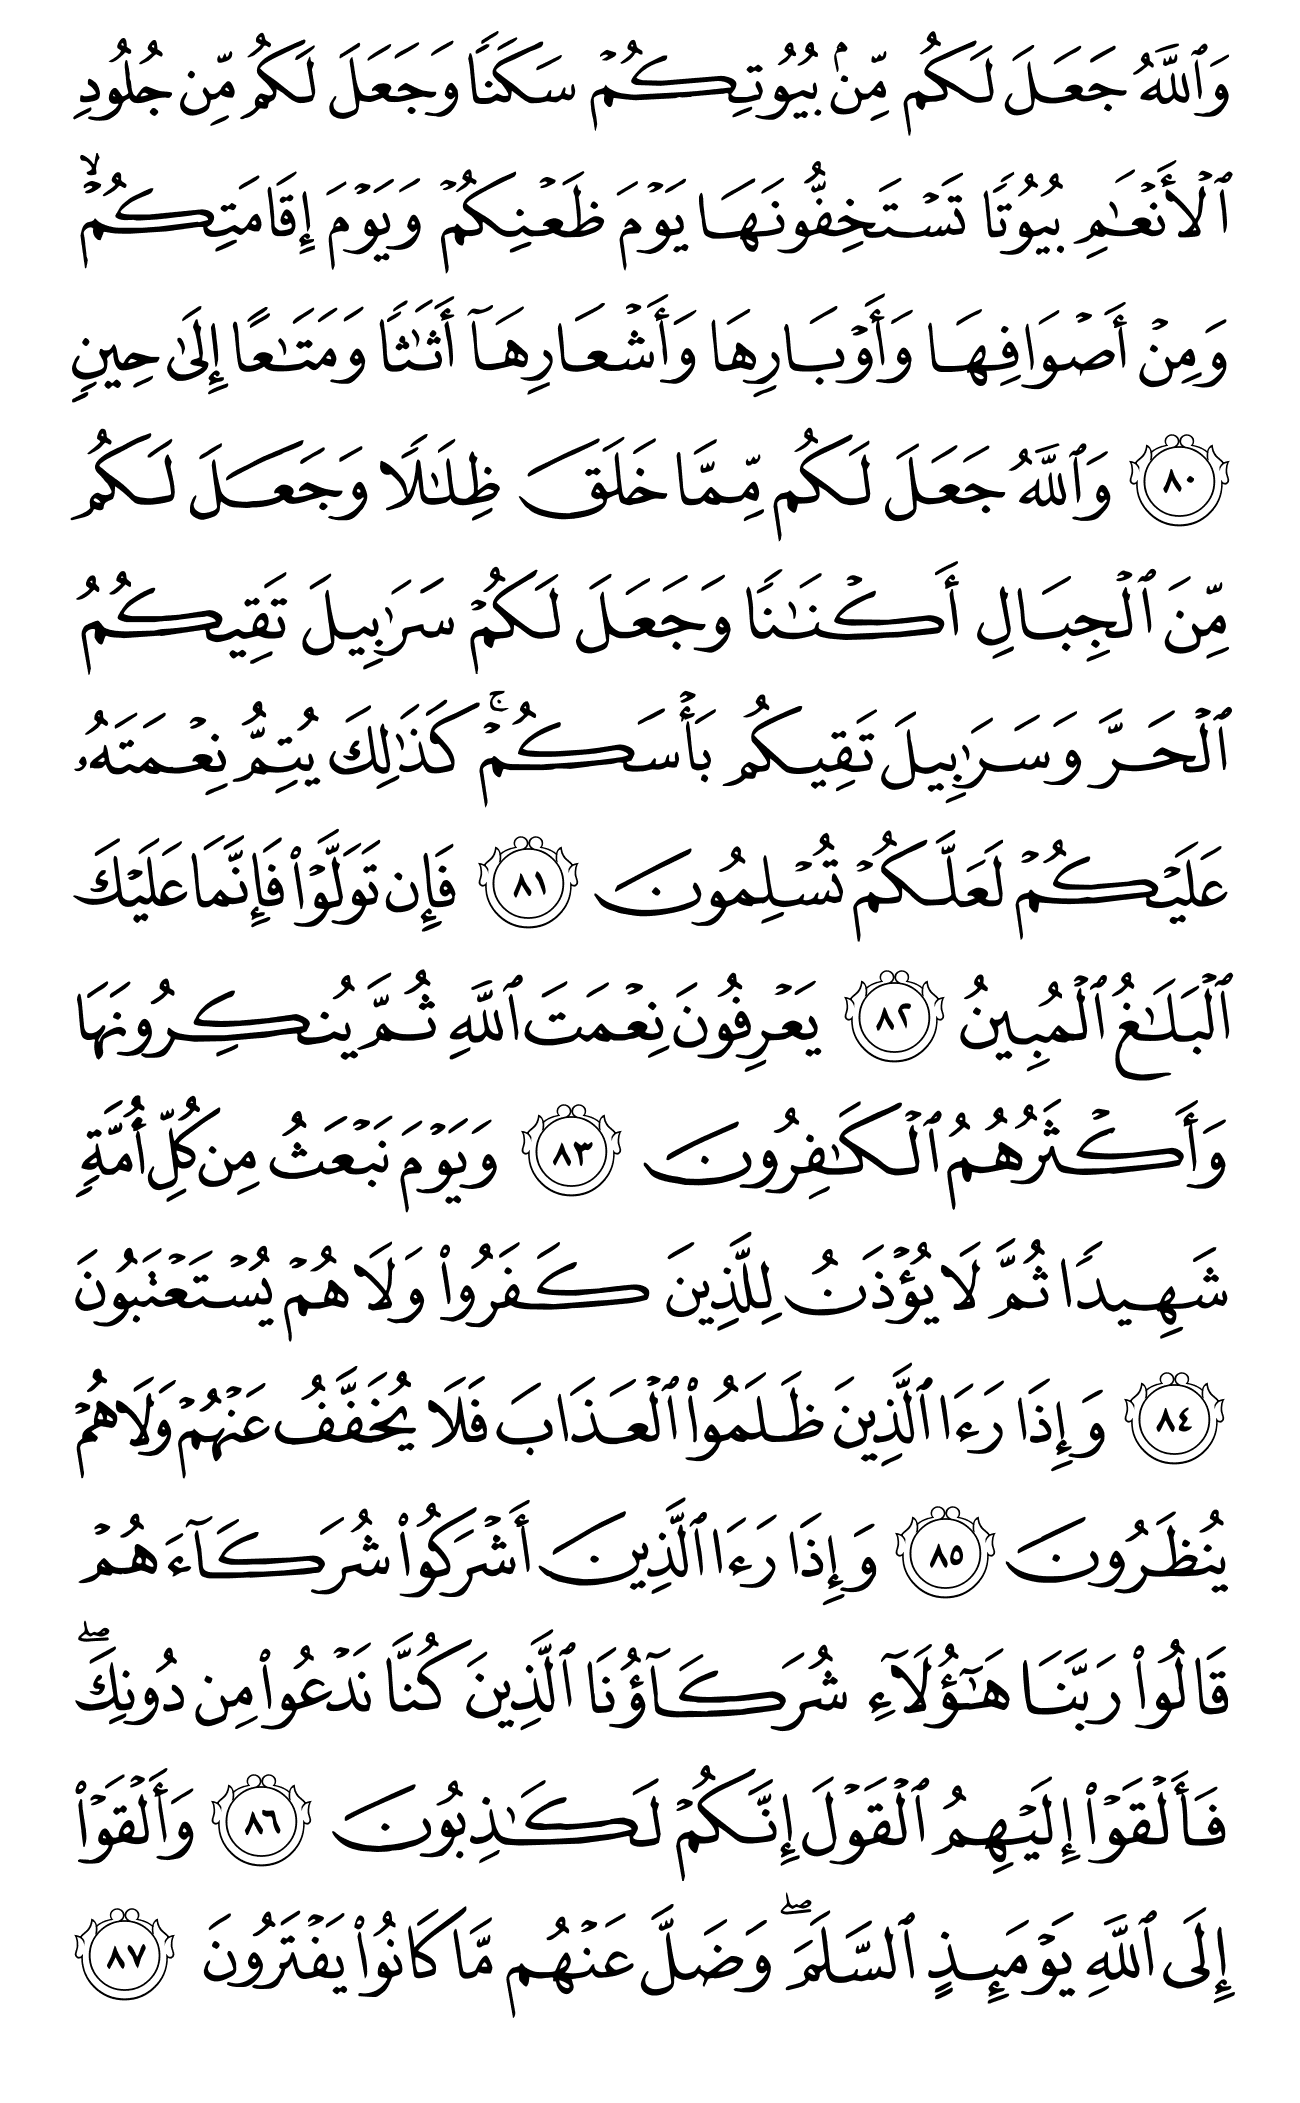 وَٱللَّهُ جَعَلَ لَكُم مِّنۢ بُيُوتِكُمۡ سَكَنٗا وَجَعَلَ لَكُم مِّن جُلُودِ
ٱلۡأَنۡعَٰمِ بُيُوتٗا تَسۡتَخِفُّونَهَا يَوۡمَ ظَعۡنِكُمۡ وَيَوۡمَ إِقَامَتِكُمۡۙ
وَمِنۡ أَصۡوَافِهَا وَأَوۡبَارِهَا وَأَشۡعَارِهَآ أَثَٰثٗا وَمَتَٰعًا إِلَىٰ حِينٖ
٨٠ وَٱللَّهُ جَعَلَ لَكُم مِّمَّا خَلَقَ ظِلَٰلٗا وَجَعَلَ لَكُم
مِّنَ ٱلۡجِبَالِ أَكۡنَٰنٗا وَجَعَلَ لَكُمۡ سَرَٰبِيلَ تَقِيكُمُ
ٱلۡحَرَّ وَسَرَٰبِيلَ تَقِيكُم بَأۡسَكُمۡۚ كَذَٰلِكَ يُتِمُّ نِعۡمَتَهُۥ
عَلَيۡكُمۡ لَعَلَّكُمۡ تُسۡلِمُونَ ٨١ فَإِن تَوَلَّوۡاْ فَإِنَّمَا عَلَيۡكَ
ٱلۡبَلَٰغُ ٱلۡمُبِينُ ٨٢ يَعۡرِفُونَ نِعۡمَتَ ٱللَّهِ ثُمَّ يُنكِرُونَهَا
وَأَكۡثَرُهُمُ ٱلۡكَٰفِرُونَ ٨٣ وَيَوۡمَ نَبۡعَثُ مِن كُلِّ أُمَّةٖ
شَهِيدٗا ثُمَّ لَا يُؤۡذَنُ لِلَّذِينَ كَفَرُواْ وَلَا هُمۡ يُسۡتَعۡتَبُونَ
٨٤ وَإِذَا رَءَا ٱلَّذِينَ ظَلَمُواْ ٱلۡعَذَابَ فَلَا يُخَفَّفُ عَنۡهُمۡ وَلَا هُمۡ
يُنظَرُونَ ٨٥ وَإِذَا رَءَا ٱلَّذِينَ أَشۡرَكُواْ شُرَكَآءَهُمۡ
قَالُواْ رَبَّنَا هَٰٓؤُلَآءِ شُرَكَآؤُنَا ٱلَّذِينَ كُنَّا نَدۡعُواْ مِن دُونِكَۖ
فَأَلۡقَوۡاْ إِلَيۡهِمُ ٱلۡقَوۡلَ إِنَّكُمۡ لَكَٰذِبُونَ ٨٦ وَأَلۡقَوۡاْ
إِلَى ٱللَّهِ يَوۡمَئِذٍ ٱلسَّلَمَۖ وَضَلَّ عَنۡهُم مَّا كَانُواْ يَفۡتَرُونَ ٨٧